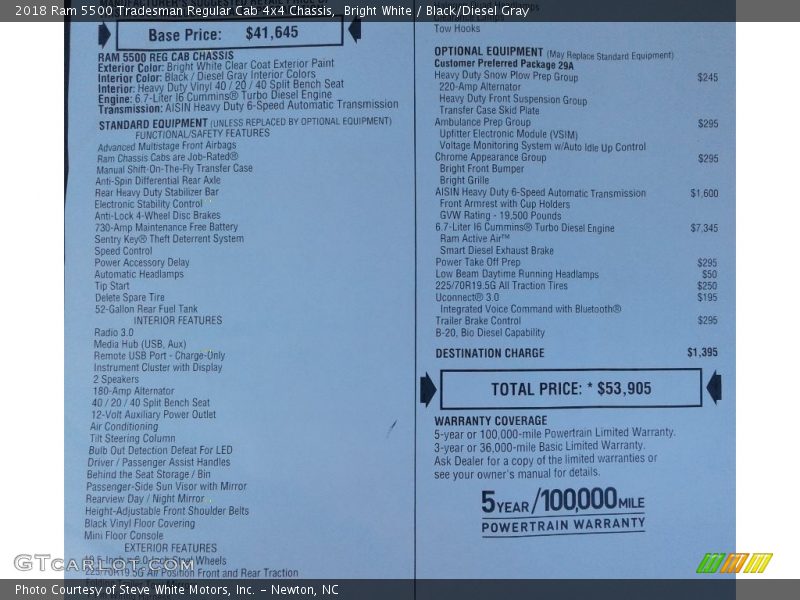 2018 Ram 5500 Tradesman Regular Cab 4x4 Chassis, Bright White / Black/Diesel Gray
MANUFACTURER'S SUGGESTED RETAIL PRICE OF
Base Price: $41,645
RAM 5500 REG CAB CHASSIS
Exterior Color: Bright White Clear Coat Exterior Paint
Interior Color: Black / Diesel Gray Interior Colors
Interior: Heavy Duty Vinyl 40 / 20 / 40 Split Bench Seat
Engine: 6.7-Liter I6 Cummins® Turbo Diesel Engine
Transmission: AISIN Heavy Duty 6-Speed Automatic Transmission
STANDARD EQUIPMENT (UNLESS REPLACED BY OPTIONAL EQUIPMENT)
FUNCTIONAL/SAFETY FEATURES
Advanced Multistage Front Airbags
Ram Chassis Cabs are Job-Rated®
Manual Shift-On-The-Fly Transfer Case
Anti-Spin Differential Rear Axle
Rear Heavy Duty Stabilizer Bar
Electronic Stability Control
Anti-Lock 4-Wheel Disc Brakes
730-Amp Maintenance Free Battery
Sentry Key® Theft Deterrent System
Speed Control
Power Accessory Delay
Automatic Headlamps
Tip Start
Delete Spare Tire
52-Gallon Rear Fuel Tank
INTERIOR FEATURES
Radio 3.0
Media Hub (USB, Aux)
Remote USB Port - Charge-Only
Instrument Cluster with Display
2 Speakers
180-Amp Alternator
40 / 20 / 40 Split Bench Seat
12-Volt Auxiliary Power Outlet
Air Conditioning
Tilt Steering Column
Bulb Out Detection Defeat For LED
Driver / Passenger Assist Handles
Behind the Seat Storage / Bin
Passenger-Side Sun Visor with Mirror
Rearview Day / Night Mirror
Height-Adjustable Front Shoulder Belts
Black Vinyl Floor Covering
Mini Floor Console
EXTERIOR FEATURES
19.5-Inch x 6.0-Inch Steel Wheels
225/70R19.5G All Position Front and Rear Traction
Tow Hooks
OPTIONAL EQUIPMENT (May Replace Standard Equipment)
Customer Preferred Package 29A
Heavy Duty Snow Plow Prep Group $245
220-Amp Alternator
Heavy Duty Front Suspension Group
Transfer Case Skid Plate
Ambulance Prep Group $295
Upfitter Electronic Module (VSIM)
Voltage Monitoring System w/Auto Idle Up Control
Chrome Appearance Group $295
Bright Front Bumper
Bright Grille
AISIN Heavy Duty 6-Speed Automatic Transmission $1,600
Front Armrest with Cup Holders
GVW Rating - 19,500 Pounds
6.7-Liter I6 Cummins® Turbo Diesel Engine $7,345
Ram Active Air™
Smart Diesel Exhaust Brake
Power Take Off Prep $295
Low Beam Daytime Running Headlamps $50
225/70R19.5G All Traction Tires $250
Uconnect® 3.0 $195
Integrated Voice Command with Bluetooth®
Trailer Brake Control $295
B-20, Bio Diesel Capability
DESTINATION CHARGE $1,395
TOTAL PRICE: * $53,905
WARRANTY COVERAGE
5-year or 100,000-mile Powertrain Limited Warranty.
3-year or 36,000-mile Basic Limited Warranty.
Ask Dealer for a copy of the limited warranties or
see your owner's manual for details.
5 YEAR/100,000 MILE
POWERTRAIN WARRANTY
GTCarLot.com
Photo Courtesy of Steve White Motors, Inc. – Newton, NC